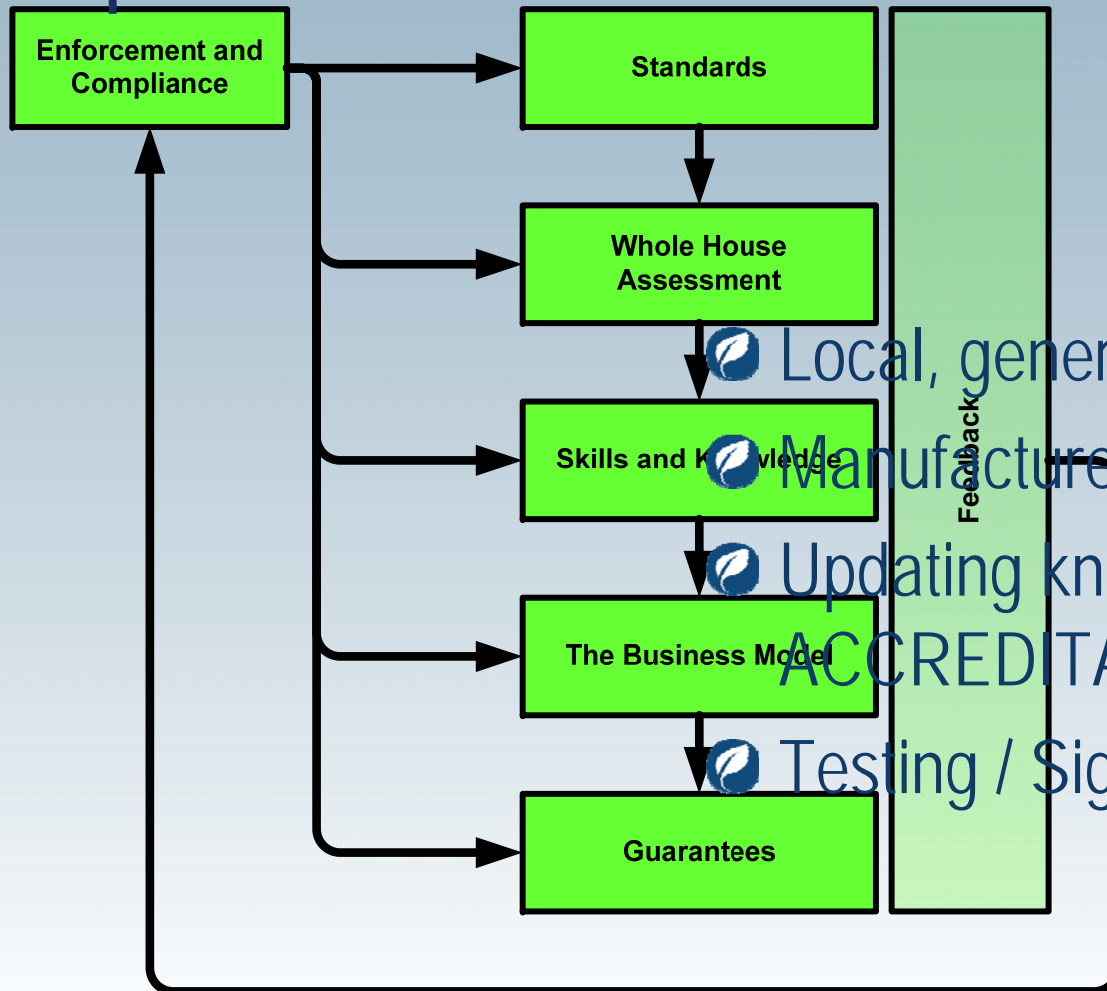 Enforcement and
Compliance
Standards
Whole House
Assessment
Skills and Knowledge
The Business Model
Guarantees
Feedback
Local, gener
Manufacture
Updating kn
ACCREDITA
Testing / Sig